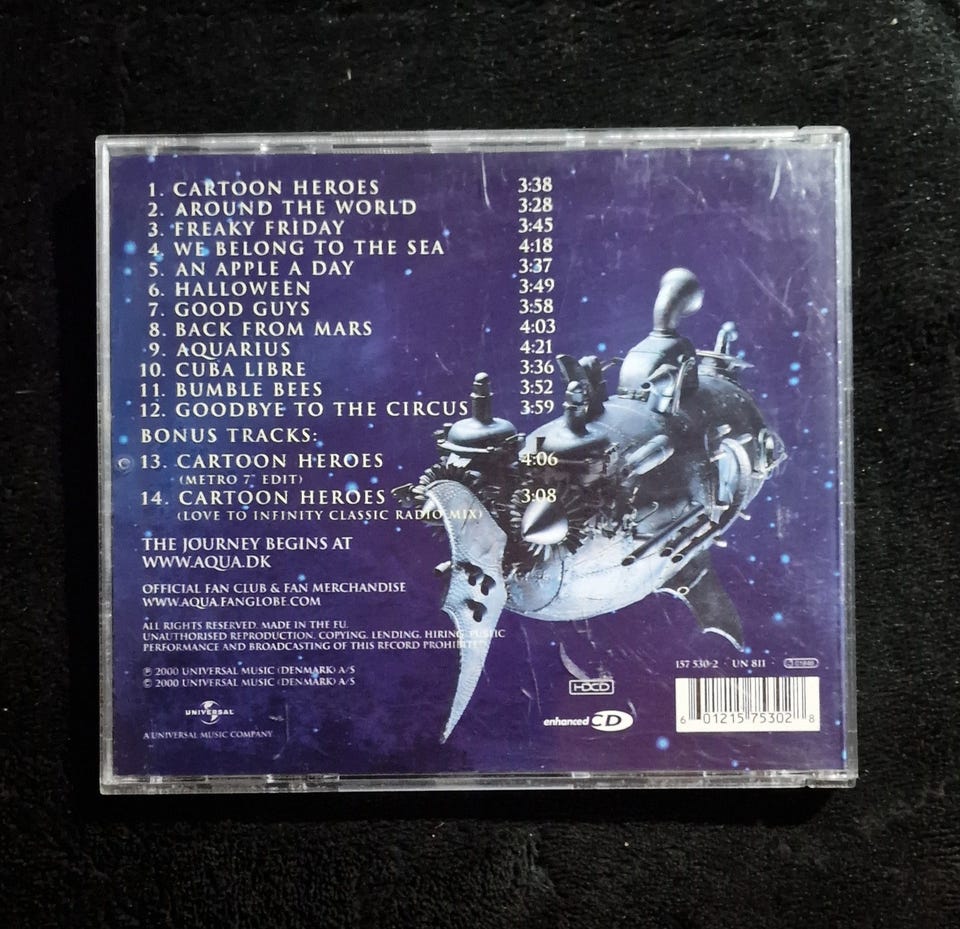 1. CARTOON HEROES 3:38
2. AROUND THE WORLD 3:28
3. FREAKY FRIDAY 3:45
4. WE BELONG TO THE SEA 4:18
5. AN APPLE A DAY 3:37
6. HALLOWEEN 3:49
7. GOOD GUYS 3:58
8. BACK FROM MARS 4:03
9. AQUARIUS 4:21
10. CUBA LIBRE 3:36
11. BUMBLE BEES 3:52
12. GOODBYE TO THE CIRCUS 3:59
BONUS TRACKS:
13. CARTOON HEROES 4:06
(METRO 7" EDIT)
14. CARTOON HEROES 3:08
(LOVE TO INFINITY CLASSIC RADIO MIX)
THE JOURNEY BEGINS AT
WWW.AQUA.DK
OFFICIAL FAN CLUB & FAN MERCHANDISE
WWW.AQUA.FANGLOBE.COM
ALL RIGHTS RESERVED. MADE IN THE EU.
UNAUTHORISED REPRODUCTION, COPYING, LENDING, HIRING, PUBLIC
PERFORMANCE AND BROADCASTING OF THIS RECORD PROHIBITED
℗ 2000 UNIVERSAL MUSIC (DENMARK) A/S
© 2000 UNIVERSAL MUSIC (DENMARK) A/S
UNIVERSAL
A UNIVERSAL MUSIC COMPANY
HDCD
enhanced CD
157 530-2 · UN 811 ·
6 01215 75302 8